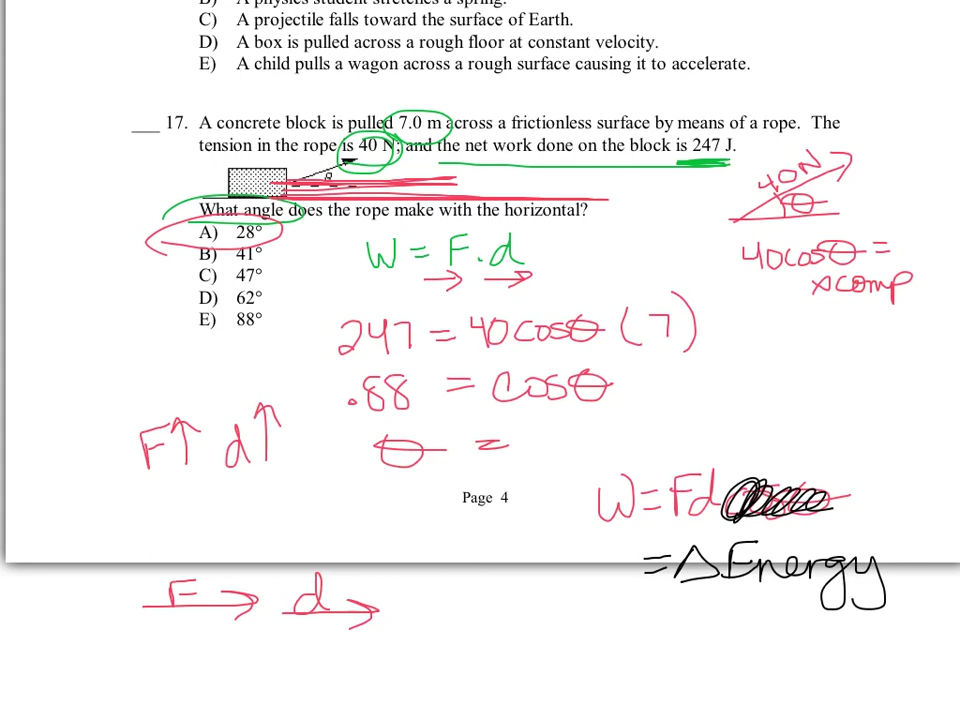 C) A projectile falls toward the surface of Earth.
D) A box is pulled across a rough floor at constant velocity.
E) A child pulls a wagon across a rough surface causing it to accelerate.
___ 17. A concrete block is pulled 7.0 m across a frictionless surface by means of a rope. The
tension in the rope is 40 N; and the net work done on the block is 247 J.
θ
40N
θ
What angle does the rope make with the horizontal?
A) 28°
B) 41°
C) 47°
D) 62°
E) 88°
W = F · d
40cosθ =
xcomp
247 = 40cosθ (7)
.88 = cosθ
θ =
F↑ d↑
Page 4
W=Fd
=ΔEnergy
F→ d→